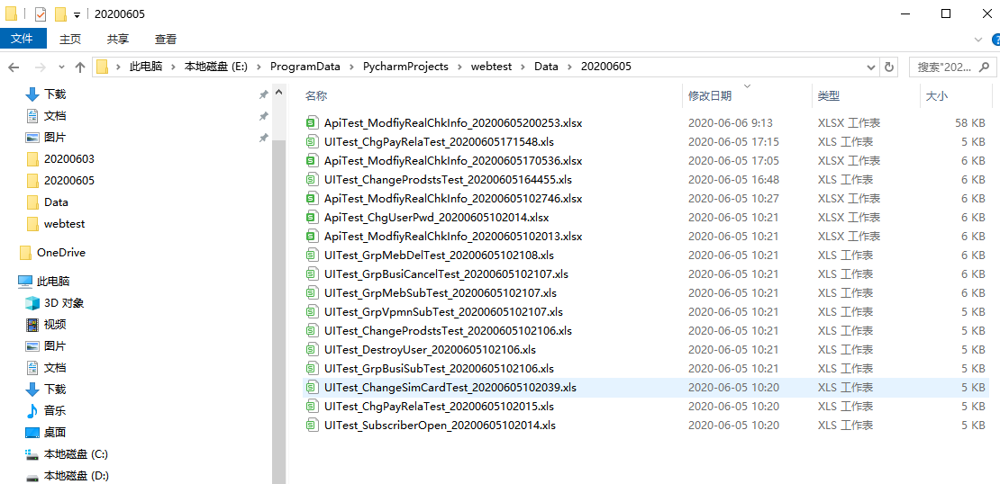 20200605
文件 主页 共享 查看
此电脑 本地磁盘 (E:) ProgramData PycharmProjects webtest Data 20200605 搜索"202...
下载
文档
图片
20200603
20200605
Data
webtest
OneDrive
此电脑
3D 对象
视频
图片
文档
下载
音乐
桌面
本地磁盘 (C:)
本地磁盘 (D:)
名称 修改日期 类型 大小
ApiTest_ModfiyRealChkInfo_20200605200253.xlsx 2020-06-06 9:13 XLSX 工作表 58 KB
UITest_ChgPayRelaTest_20200605171548.xls 2020-06-05 17:15 XLS 工作表 5 KB
ApiTest_ModfiyRealChkInfo_20200605170536.xlsx 2020-06-05 17:05 XLSX 工作表 6 KB
UITest_ChangeProdstsTest_20200605164455.xls 2020-06-05 16:48 XLS 工作表 6 KB
ApiTest_ModfiyRealChkInfo_20200605102746.xlsx 2020-06-05 10:27 XLSX 工作表 6 KB
ApiTest_ChgUserPwd_20200605102014.xlsx 2020-06-05 10:21 XLSX 工作表 6 KB
ApiTest_ModfiyRealChkInfo_20200605102013.xlsx 2020-06-05 10:21 XLSX 工作表 6 KB
UITest_GrpMebDelTest_20200605102108.xls 2020-06-05 10:21 XLS 工作表 6 KB
UITest_GrpBusiCancelTest_20200605102107.xls 2020-06-05 10:21 XLS 工作表 6 KB
UITest_GrpMebSubTest_20200605102107.xls 2020-06-05 10:21 XLS 工作表 6 KB
UITest_GrpVpmnSubTest_20200605102107.xls 2020-06-05 10:21 XLS 工作表 5 KB
UITest_ChangeProdstsTest_20200605102106.xls 2020-06-05 10:21 XLS 工作表 5 KB
UITest_DestroyUser_20200605102106.xls 2020-06-05 10:21 XLS 工作表 5 KB
UITest_GrpBusiSubTest_20200605102106.xls 2020-06-05 10:21 XLS 工作表 5 KB
UITest_ChangeSimCardTest_20200605102039.xls 2020-06-05 10:20 XLS 工作表 5 KB
UITest_ChgPayRelaTest_20200605102015.xls 2020-06-05 10:20 XLS 工作表 5 KB
UITest_SubscriberOpen_20200605102014.xls 2020-06-05 10:20 XLS 工作表 5 KB